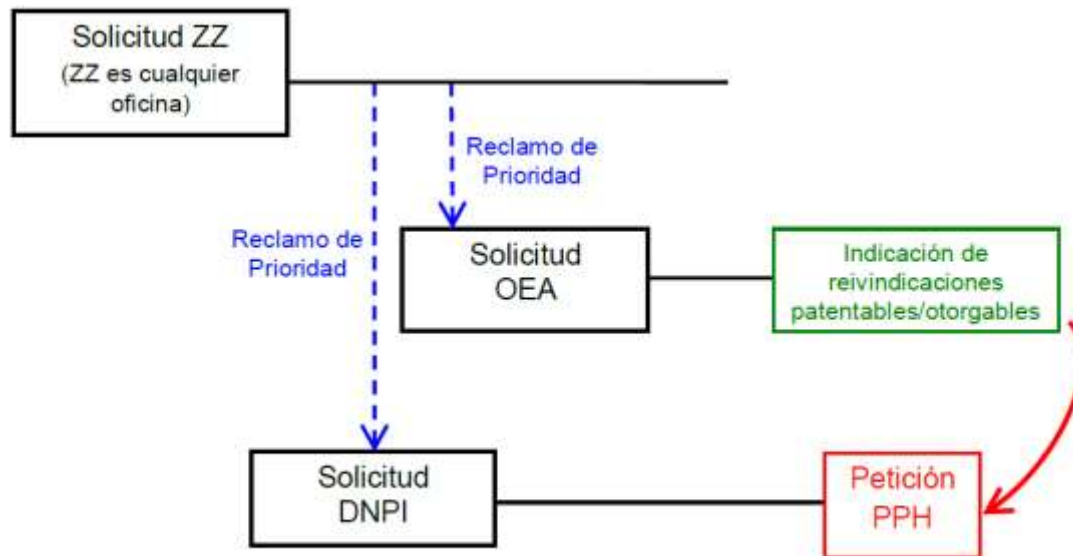 Solicitud ZZ
(ZZ es cualquier
oficina)
Reclamo de
Prioridad
Reclamo de
Prioridad
Solicitud
OEA
Indicación de
reivindicaciones
patentables/otorgables
Solicitud
DNPI
Petición
PPH